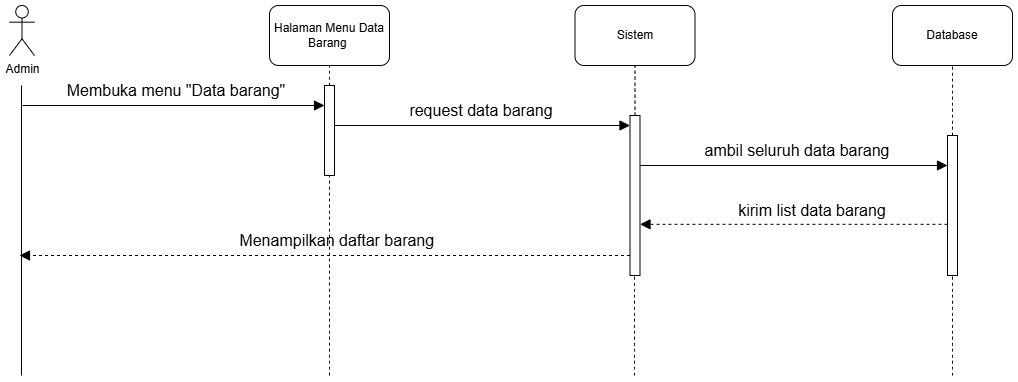 Admin
Halaman Menu Data
Barang
Sistem
Database
Membuka menu "Data barang"
request data barang
ambil seluruh data barang
kirim list data barang
Menampilkan daftar barang